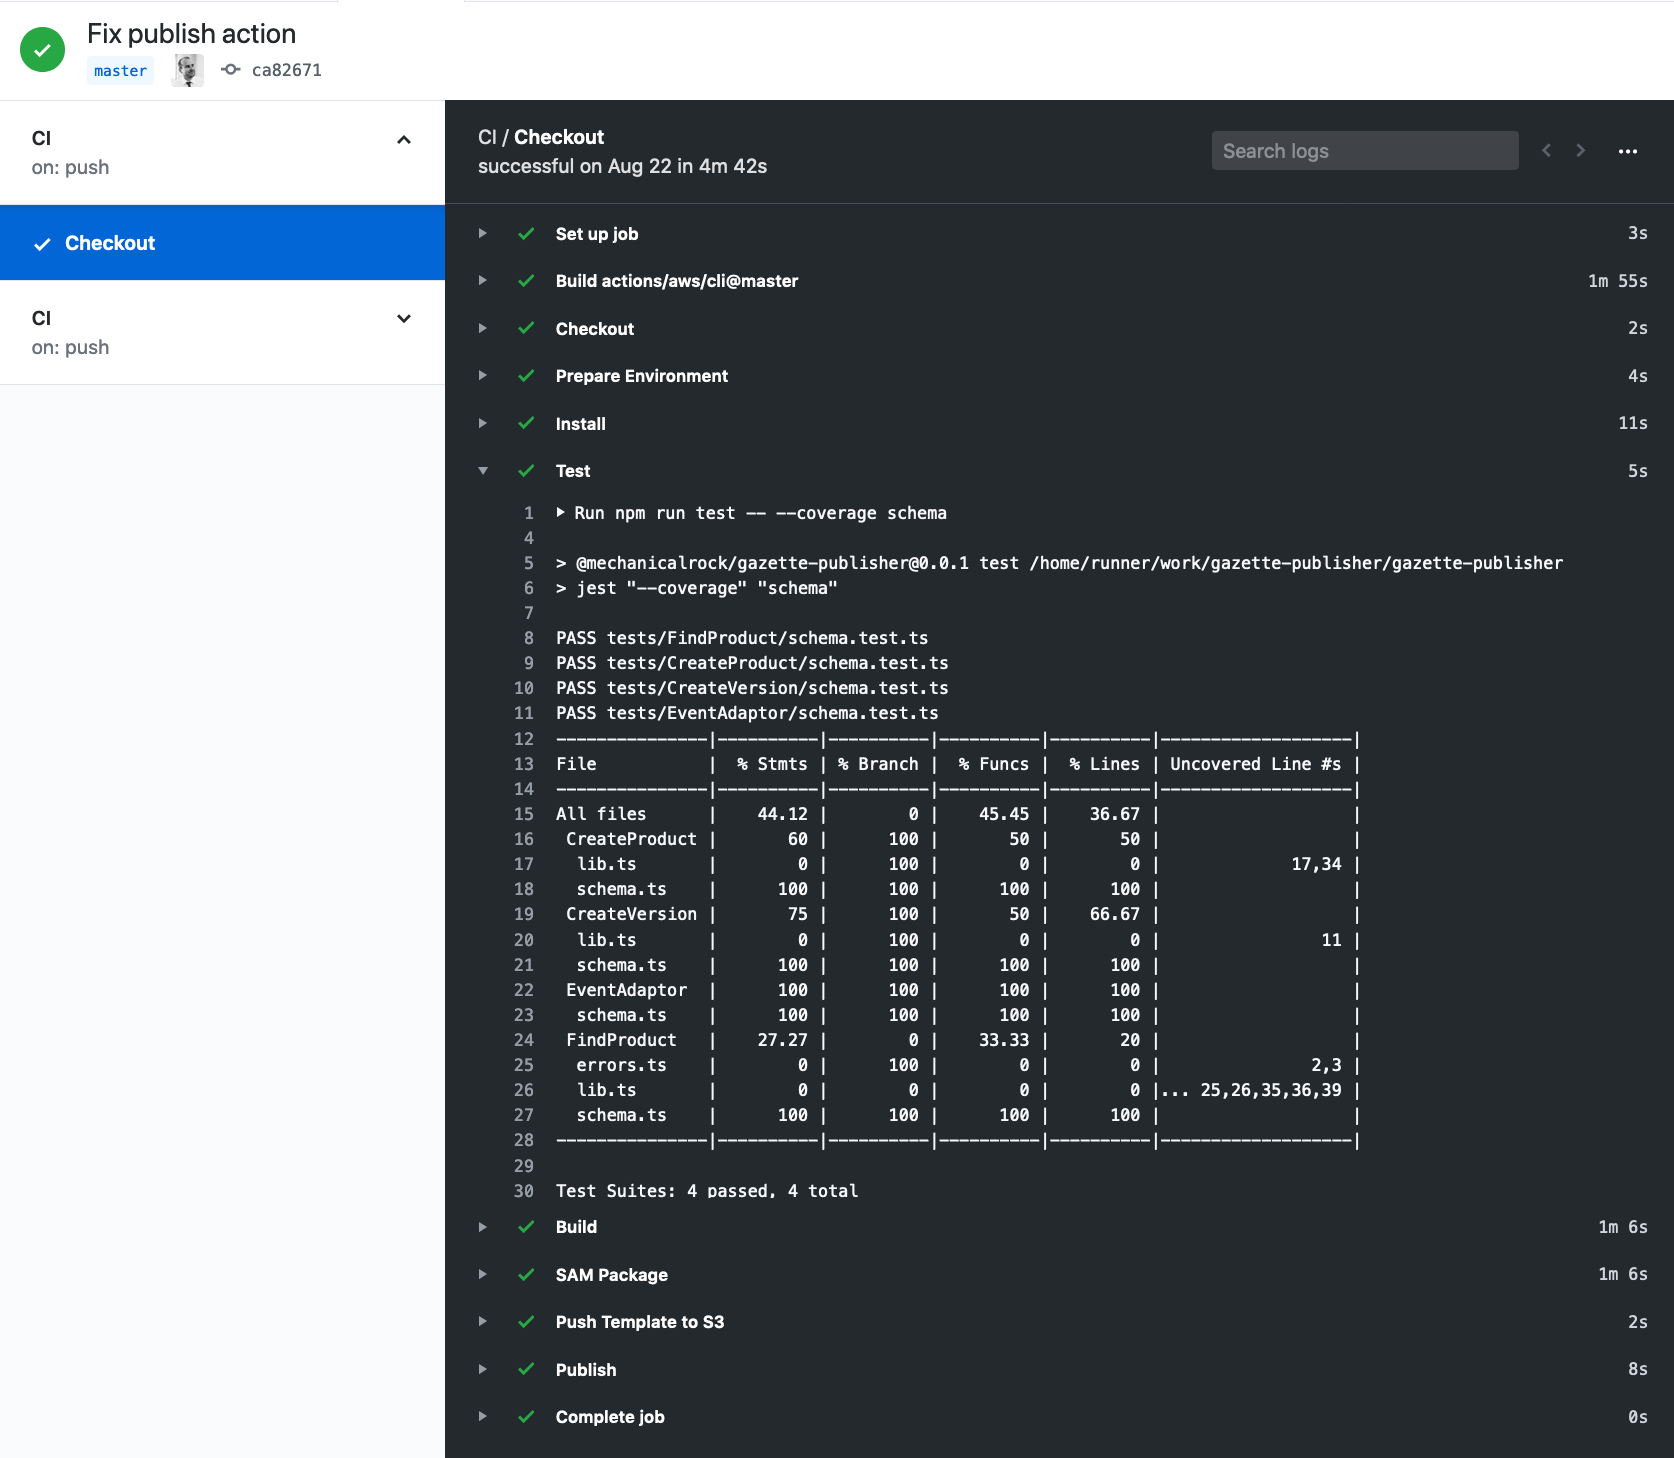 Fix publish action
master ca82671
CI
on: push
Checkout
CI
on: push
CI / Checkout
successful on Aug 22 in 4m 42s
Search logs
Set up job 3s
Build actions/aws/cli@master 1m 55s
Checkout 2s
Prepare Environment 4s
Install 11s
Test 5s
1 Run npm run test -- --coverage schema
4
5 > @mechanicalrock/gazette-publisher@0.0.1 test /home/runner/work/gazette-publisher/gazette-publisher
6 > jest "--coverage" "schema"
7
8 PASS tests/FindProduct/schema.test.ts
9 PASS tests/CreateProduct/schema.test.ts
10 PASS tests/CreateVersion/schema.test.ts
11 PASS tests/EventAdaptor/schema.test.ts
12 ---------------|----------|----------|----------|----------|-------------------|
13 File           |  % Stmts | % Branch |  % Funcs |  % Lines | Uncovered Line #s |
14 ---------------|----------|----------|----------|----------|-------------------|
15 All files      |    44.12 |        0 |    45.45 |    36.67 |                   |
16  CreateProduct |       60 |      100 |       50 |       50 |                   |
17   lib.ts       |        0 |      100 |        0 |        0 |             17,34 |
18   schema.ts    |      100 |      100 |      100 |      100 |                   |
19  CreateVersion |       75 |      100 |       50 |    66.67 |                   |
20   lib.ts       |        0 |      100 |        0 |        0 |                11 |
21   schema.ts    |      100 |      100 |      100 |      100 |                   |
22  EventAdaptor  |      100 |      100 |      100 |      100 |                   |
23   schema.ts    |      100 |      100 |      100 |      100 |                   |
24  FindProduct   |    27.27 |        0 |    33.33 |       20 |                   |
25   errors.ts    |        0 |      100 |        0 |        0 |               2,3 |
26   lib.ts       |        0 |        0 |        0 |        0 |... 25,26,35,36,39 |
27   schema.ts    |      100 |      100 |      100 |      100 |                   |
28 ---------------|----------|----------|----------|----------|-------------------|
29
30 Test Suites: 4 passed, 4 total
Build 1m 6s
SAM Package 1m 6s
Push Template to S3 2s
Publish 8s
Complete job 0s